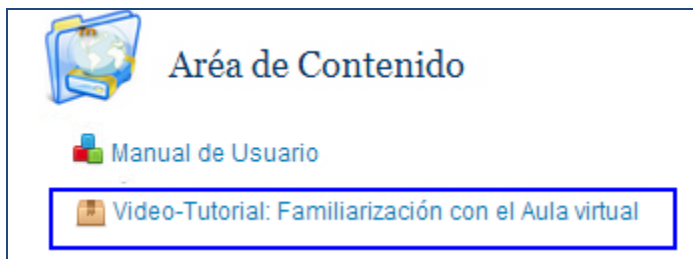 Aréa de Contenido
Manual de Usuario
Video-Tutorial: Familiarización con el Aula virtual